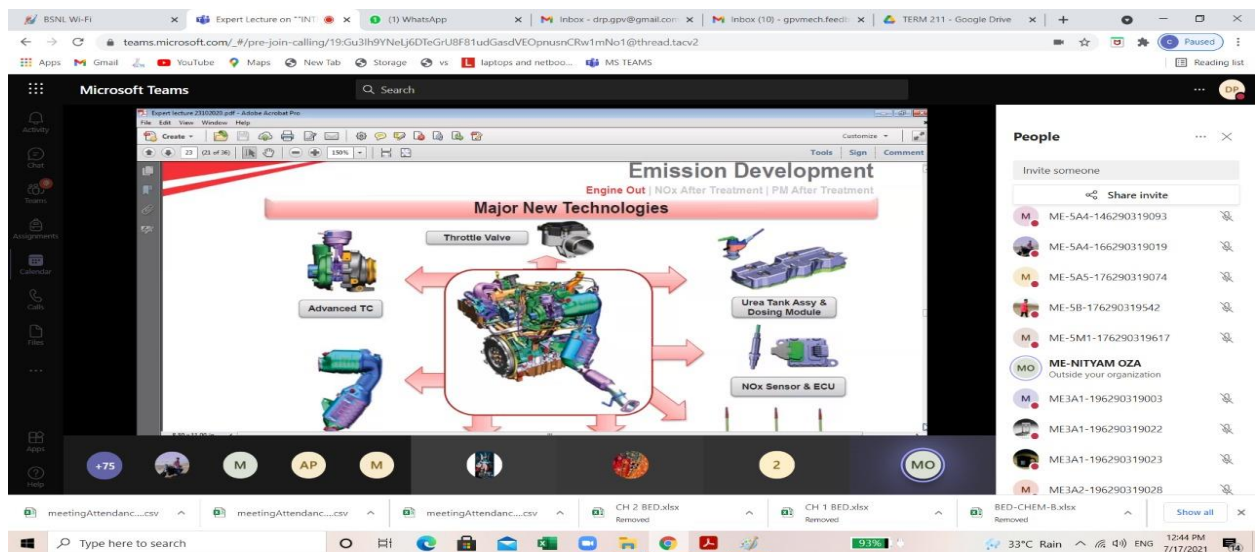 BSNL Wi-Fi
Expert Lecture on "'INT
(1) WhatsApp
Inbox - drp.gpv@gmail.com
Inbox (10) - gpvmech.feedb
TERM 211 - Google Drive
teams.microsoft.com/_#/pre-join-calling/19:Gu3Ih9YNeLj6DTeGrU8F81udGasdVEOpnusnCRw1mNo1@thread.tacv2
Paused
Apps
Gmail
YouTube
Maps
New Tab
Storage
vs
laptops and netboo...
MS TEAMS
Reading list
Microsoft Teams
Search
DP
Activity
Chat
Teams
Assignments
Calendar
Calls
Files
Apps
Help
Expert lecture 23102020.pdf - Adobe Acrobat Pro
File Edit View Window Help
Create
Customize
23 (21 of 36)
150%
Tools Sign Comment
Emission Development
Engine Out | NOx After Treatment | PM After Treatment
Major New Technologies
Throttle Valve
Advanced TC
Urea Tank Assy &
Dosing Module
NOx Sensor & ECU
+75
M
AP
M
2
MO
People
Invite someone
Share invite
M ME-5A4-146290319093
ME-5A4-166290319019
M ME-5A5-176290319074
ME-5B-176290319542
M ME-5M1-176290319617
MO ME-NITYAM OZA
Outside your organization
M ME3A1-196290319003
ME3A1-196290319022
ME3A1-196290319023
M ME3A2-196290319028
meetingAttendanc....csv
meetingAttendanc....csv
meetingAttendanc....csv
CH 2 BED.xlsx
Removed
CH 1 BED.xlsx
Removed
BED-CHEM-B.xlsx
Removed
Show all
Type here to search
93%
33°C Rain
ENG
12:44 PM
7/17/2021